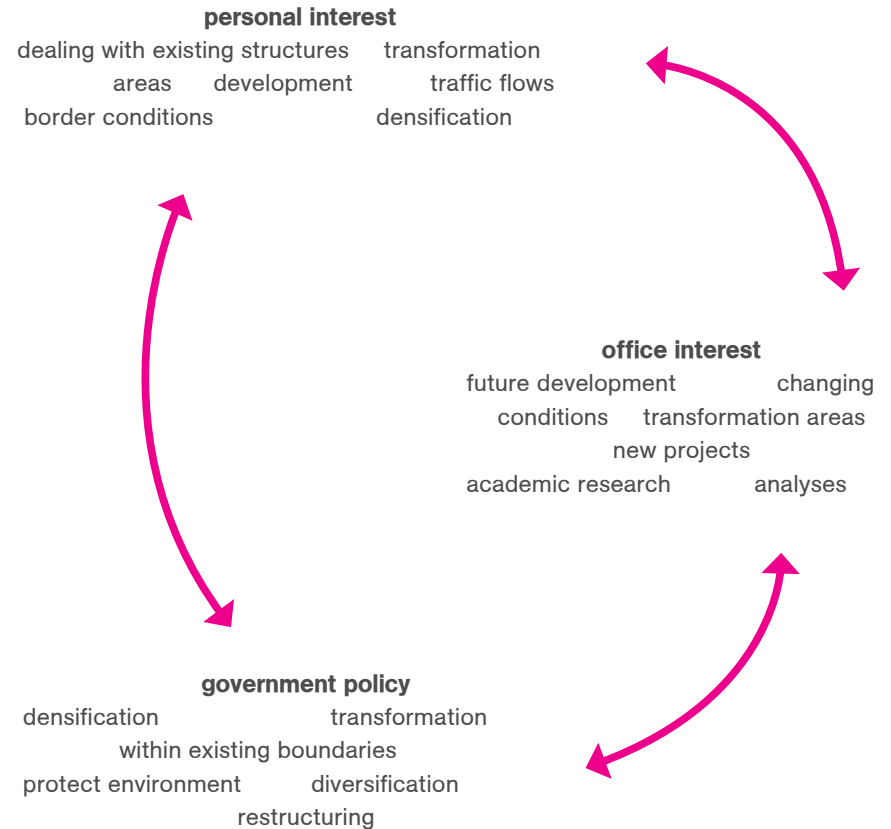 personal interest
dealing with existing structures transformation
areas development traffic flows
border conditions densification
office interest
future development changing
conditions transformation areas
new projects
academic research analyses
government policy
densification transformation
within existing boundaries
protect environment diversification
restructuring